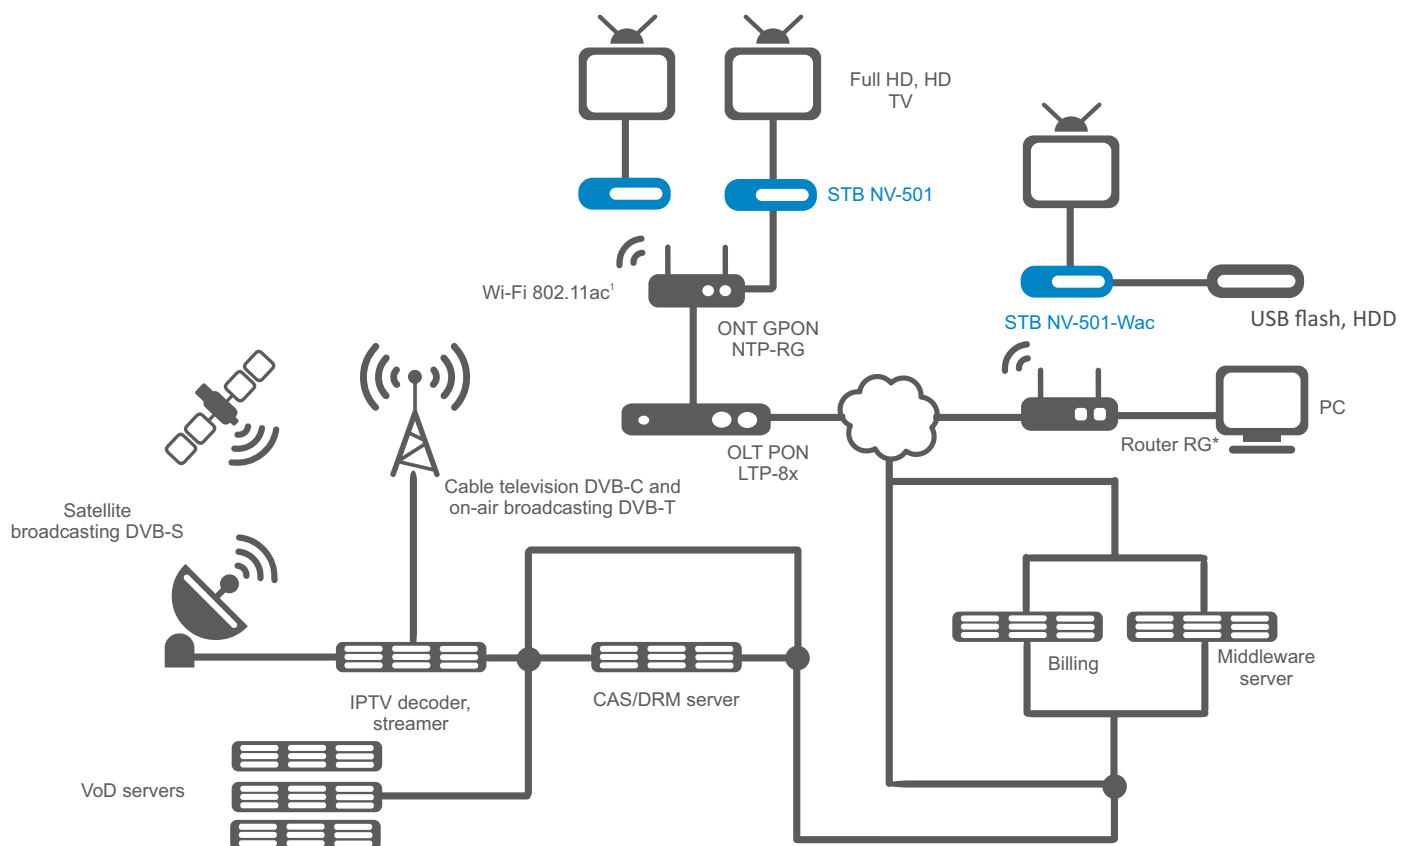 Full HD, HD
TV
STB NV-501
Wi-Fi 802.11ac¹
ONT GPON
NTP-RG
STB NV-501-Wac
USB flash, HDD
PC
Router RG*
OLT PON
LTP-8x
Cable television DVB-C and
on-air broadcasting DVB-T
Satellite
broadcasting DVB-S
Billing
Middleware
server
IPTV decoder,
streamer
CAS/DRM server
VoD servers